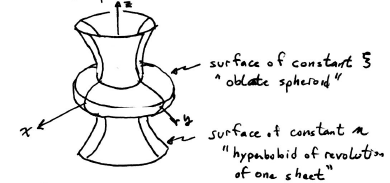 z
surface of constant ξ
"oblate spheroid"
y
x
surface of constant η
"hyperboloid of revolution
of one sheet"